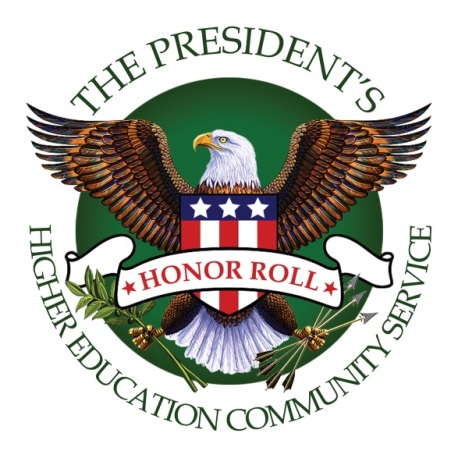 THE PRESIDENT'S
HONOR ROLL
HIGHER EDUCATION COMMUNITY SERVICE